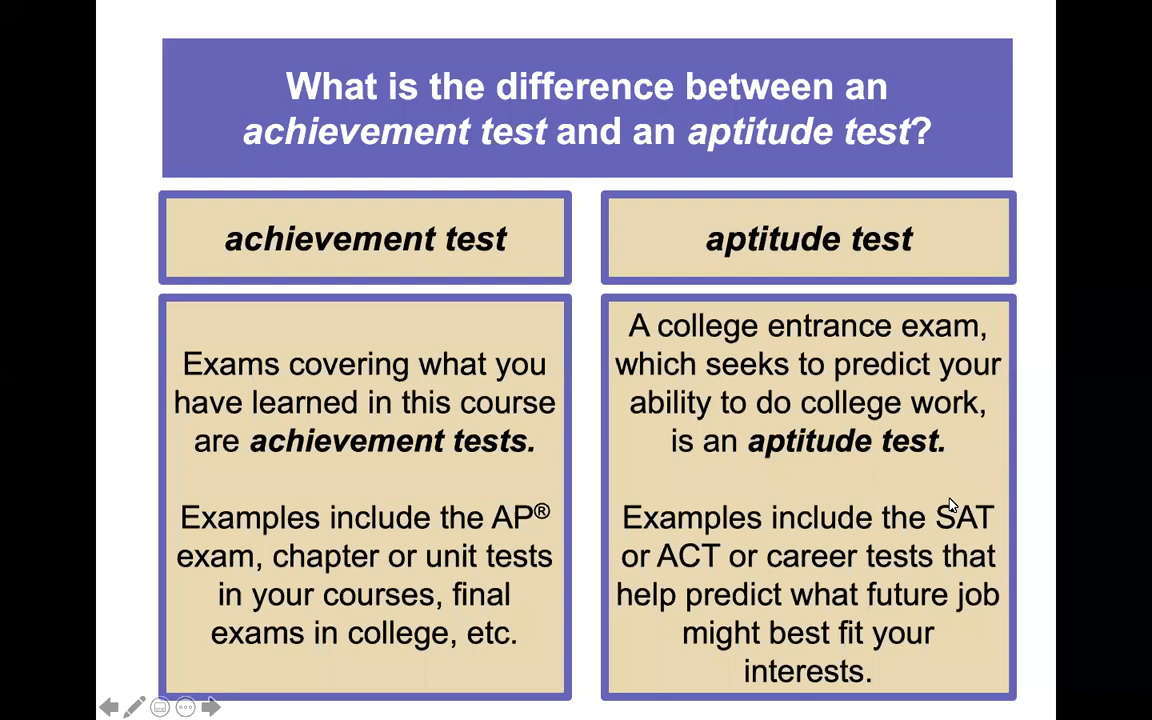 What is the difference between an
achievement test and an aptitude test?
achievement test
aptitude test
Exams covering what you
have learned in this course
are achievement tests.
Examples include the AP®
exam, chapter or unit tests
in your courses, final
exams in college, etc.
A college entrance exam,
which seeks to predict your
ability to do college work,
is an aptitude test.
Examples include the SAT
or ACT or career tests that
help predict what future job
might best fit your
interests.